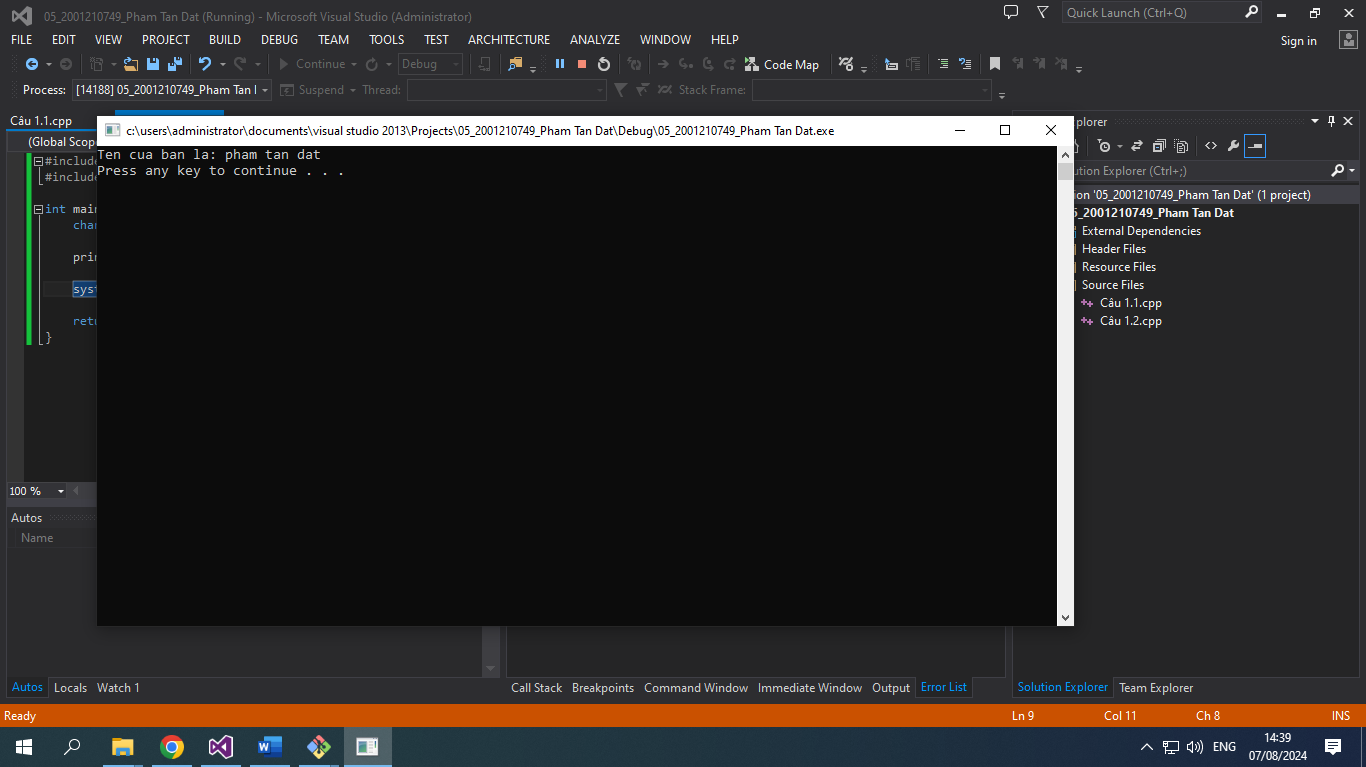 05_2001210749_Pham Tan Dat (Running) - Microsoft Visual Studio (Administrator)
Quick Launch (Ctrl+Q)
FILE EDIT VIEW PROJECT BUILD DEBUG TEAM TOOLS TEST ARCHITECTURE ANALYZE WINDOW HELP
Sign in
Continue Debug Code Map
Process: [14188] 05_2001210749_Pham Tan Suspend Thread: Stack Frame:
Câu 1.1.cpp
c:\users\administrator\documents\visual studio 2013\Projects\05_2001210749_Pham Tan Dat\Debug\05_2001210749_Pham Tan Dat.exe
Ten cua ban la: pham tan dat
Press any key to continue . . .
(Global Scop
#include
#include
int main
char
prin
syst
retu
}
plorer
ution Explorer (Ctrl+;)
ion '05_2001210749_Pham Tan Dat' (1 project)
5_2001210749_Pham Tan Dat
External Dependencies
Header Files
Resource Files
Source Files
Câu 1.1.cpp
Câu 1.2.cpp
100 %
Autos
Name
Autos Locals Watch 1
Call Stack Breakpoints Command Window Immediate Window Output Error List
Solution Explorer Team Explorer
Ready
Ln 9 Col 11 Ch 8 INS
ENG
14:39
07/08/2024